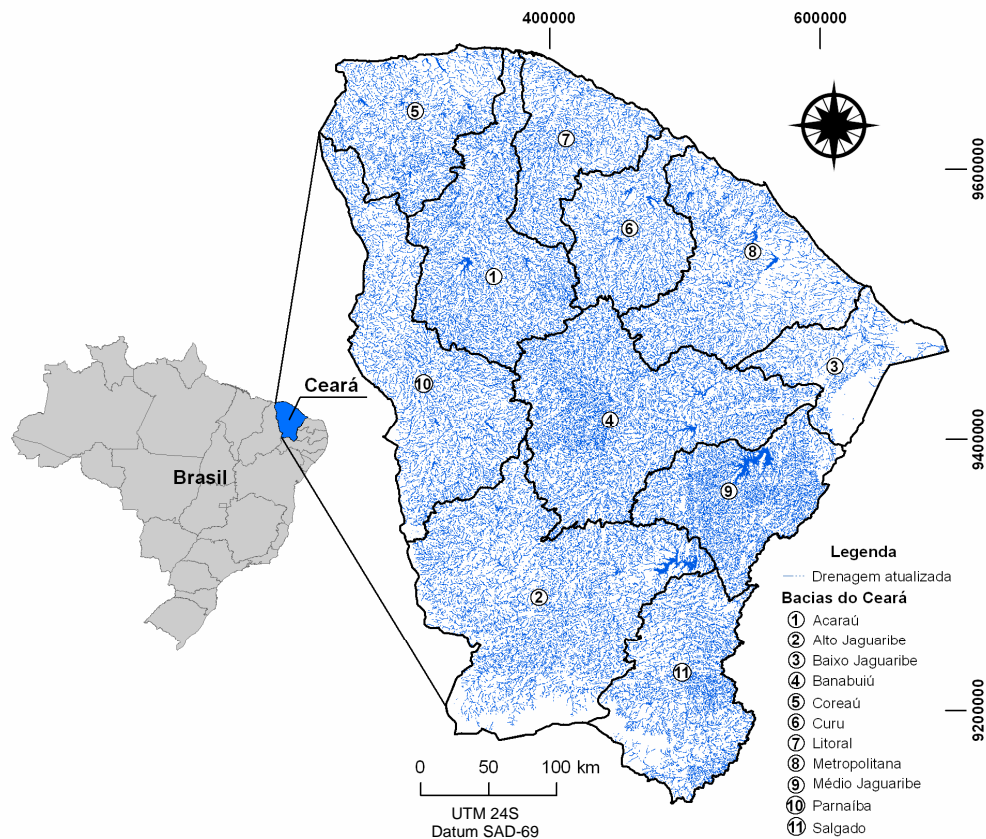 400000
600000
9600000
9400000
9200000
5
7
6
8
1
3
10
4
9
2
11
Ceará
Brasil
Legenda
Drenagem atualizada
Bacias do Ceará
1 Acaraú
2 Alto Jaguaribe
3 Baixo Jaguaribe
4 Banabuiú
5 Coreaú
6 Curu
7 Litoral
8 Metropolitana
9 Médio Jaguaribe
10 Parnaíba
11 Salgado
0 50 100 km
UTM 24S
Datum SAD-69